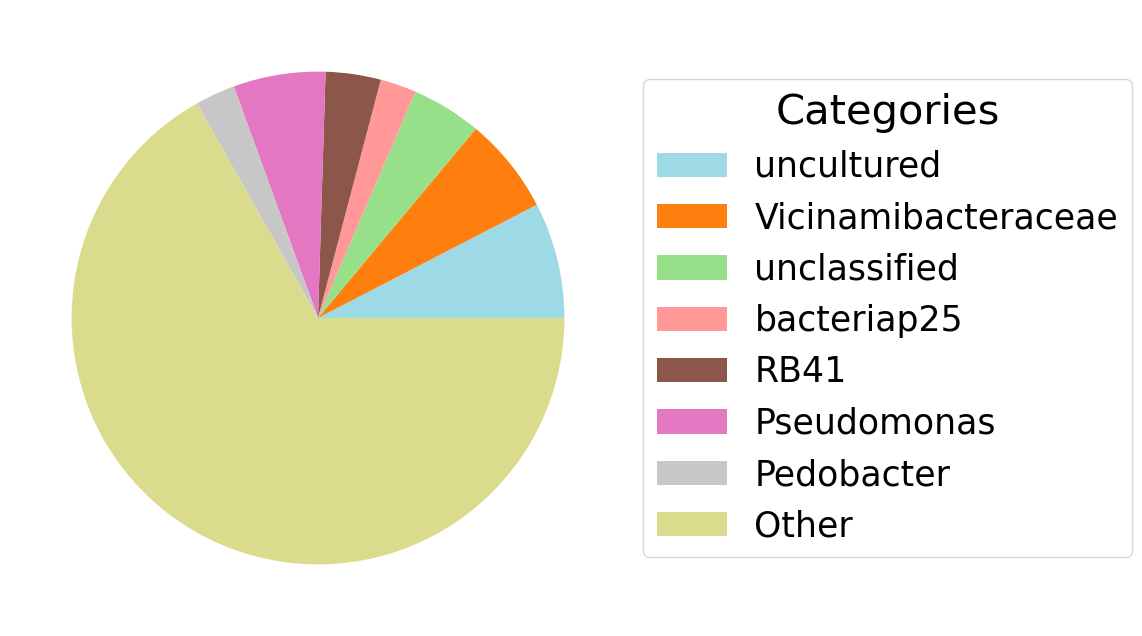 Categories
uncultured
Vicinamibacteraceae
unclassified
bacteriap25
RB41
Pseudomonas
Pedobacter
Other